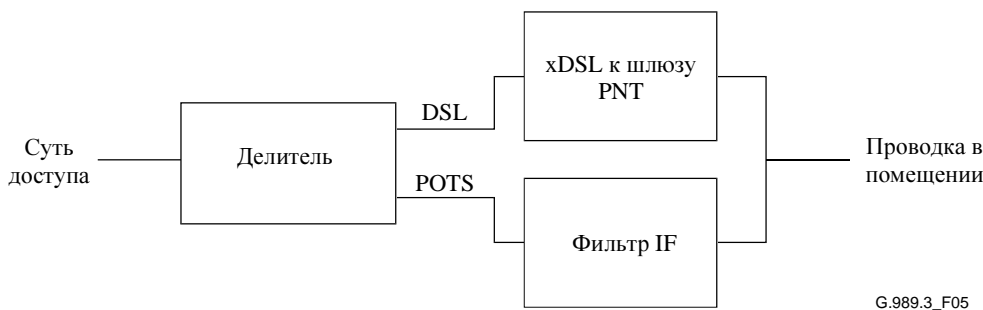 Суть
доступа
Делитель
DSL
POTS
xDSL к шлюзу
PNT
Фильтр IF
Проводка в
помещении
G.989.3_F05